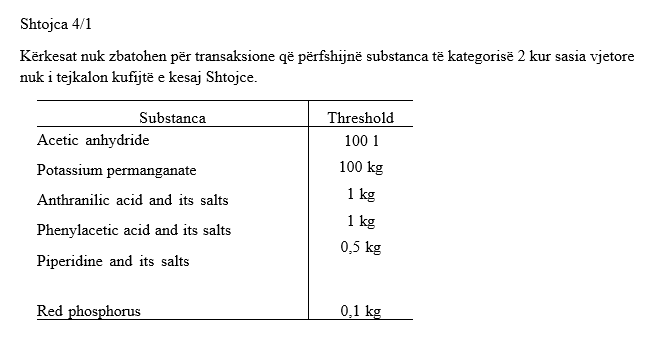 Shtojca 4/1
Kërkesat nuk zbatohen për transaksione që përfshijnë substanca të kategorisë 2 kur sasia vjetore
nuk i tejkalon kufijtë e kesaj Shtojce.
Substanca Threshold
Acetic anhydride 100 1
Potassium permanganate 100 kg
Anthranilic acid and its salts 1 kg
Phenylacetic acid and its salts 1 kg
Piperidine and its salts 0,5 kg
Red phosphorus 0,1 kg